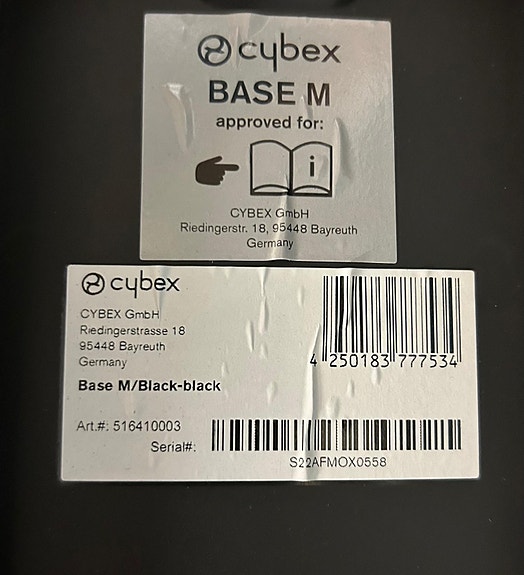 cybex
BASE M
approved for:
i
CYBEX GmbH
Riedingerstr. 18, 95448 Bayreuth
Germany
cybex
CYBEX GmbH
Riedingerstrasse 18
95448 Bayreuth
Germany
4 250183 777534
Base M/Black-black
Art.#: 516410003
Serial#:
S22AFMOX0558